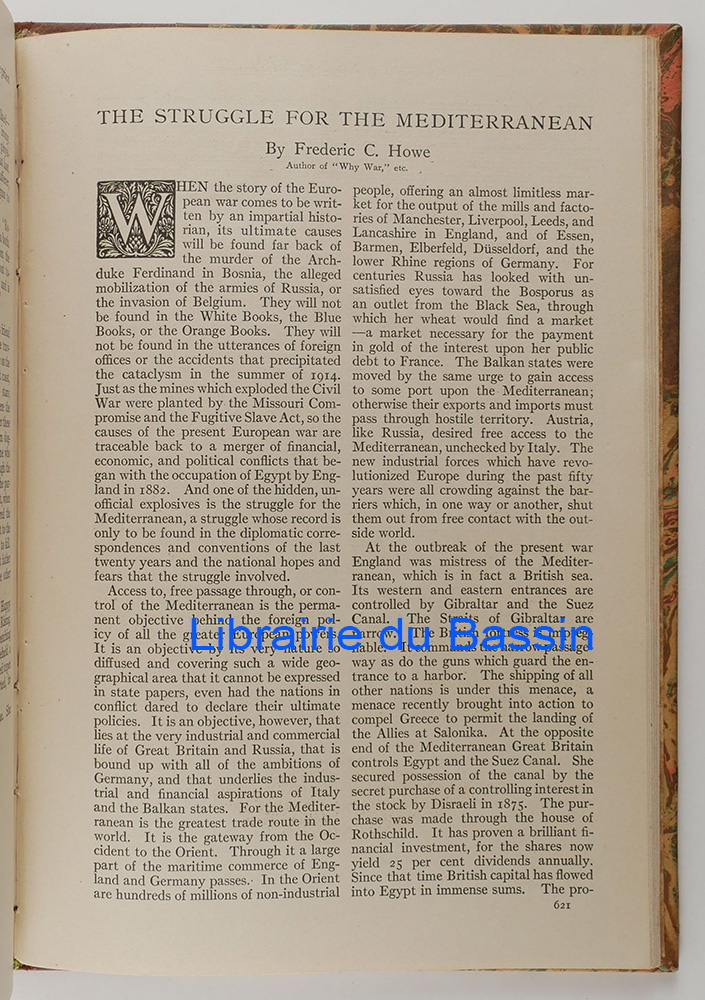 THE STRUGGLE FOR THE MEDITERRANEAN
By Frederic C. Howe
Author of "Why War," etc.
WHEN the story of the Euro-
pean war comes to be writ-
ten by an impartial histo-
rian, its ultimate causes
will be found far back of
the murder of the Arch-
duke Ferdinand in Bosnia, the alleged
mobilization of the armies of Russia, or
the invasion of Belgium. They will not
be found in the White Books, the Blue
Books, or the Orange Books. They will
not be found in the utterances of foreign
offices or the accidents that precipitated
the cataclysm in the summer of 1914.
Just as the mines which exploded the Civil
War were planted by the Missouri Com-
promise and the Fugitive Slave Act, so the
causes of the present European war are
traceable back to a merger of financial,
economic, and political conflicts that be-
gan with the occupation of Egypt by Eng-
land in 1882. And one of the hidden, un-
official explosives is the struggle for the
Mediterranean, a struggle whose record is
only to be found in the diplomatic corre-
spondences and conventions of the last
twenty years and the national hopes and
fears that the struggle involved.
Access to, free passage through, or con-
trol of the Mediterranean is the perma-
nent objective behind the foreign pol-
icy of all the greater European powers.
It is an objective by its very nature so
diffused and covering such a wide geo-
graphical area that it cannot be expressed
in state papers, even had the nations in
conflict dared to declare their ultimate
policies. It is an objective, however, that
lies at the very industrial and commercial
life of Great Britain and Russia, that is
bound up with all of the ambitions of
Germany, and that underlies the indus-
trial and financial aspirations of Italy
and the Balkan states. For the Mediter-
ranean is the greatest trade route in the
world. It is the gateway from the Oc-
cident to the Orient. Through it a large
part of the maritime commerce of Eng-
land and Germany passes. In the Orient
are hundreds of millions of non-industrial
people, offering an almost limitless mar-
ket for the output of the mills and facto-
ries of Manchester, Liverpool, Leeds, and
Lancashire in England, and of Essen,
Barmen, Elberfeld, Düsseldorf, and the
lower Rhine regions of Germany. For
centuries Russia has looked with un-
satisfied eyes toward the Bosporus as
an outlet from the Black Sea, through
which her wheat would find a market
—a market necessary for the payment
in gold of the interest upon her public
debt to France. The Balkan states were
moved by the same urge to gain access
to some port upon the Mediterranean;
otherwise their exports and imports must
pass through hostile territory. Austria,
like Russia, desired free access to the
Mediterranean, unchecked by Italy. The
new industrial forces which have revo-
lutionized Europe during the past fifty
years were all crowding against the bar-
riers which, in one way or another, shut
them out from free contact with the out-
side world.
At the outbreak of the present war
England was mistress of the Mediter-
ranean, which is in fact a British sea.
Its western and eastern entrances are
controlled by Gibraltar and the Suez
Canal. The Straits of Gibraltar are
narrow. The British fortress is impreg-
nable. It commands the narrow passage-
way as do the guns which guard the en-
trance to a harbor. The shipping of all
other nations is under this menace, a
menace recently brought into action to
compel Greece to permit the landing of
the Allies at Salonika. At the opposite
end of the Mediterranean Great Britain
controls Egypt and the Suez Canal. She
secured possession of the canal by the
secret purchase of a controlling interest in
the stock by Disraeli in 1875. The pur-
chase was made through the house of
Rothschild. It has proven a brilliant fi-
nancial investment, for the shares now
yield 25 per cent dividends annually.
Since that time British capital has flowed
into Egypt in immense sums. The pro-
621
Librairie du Bassin